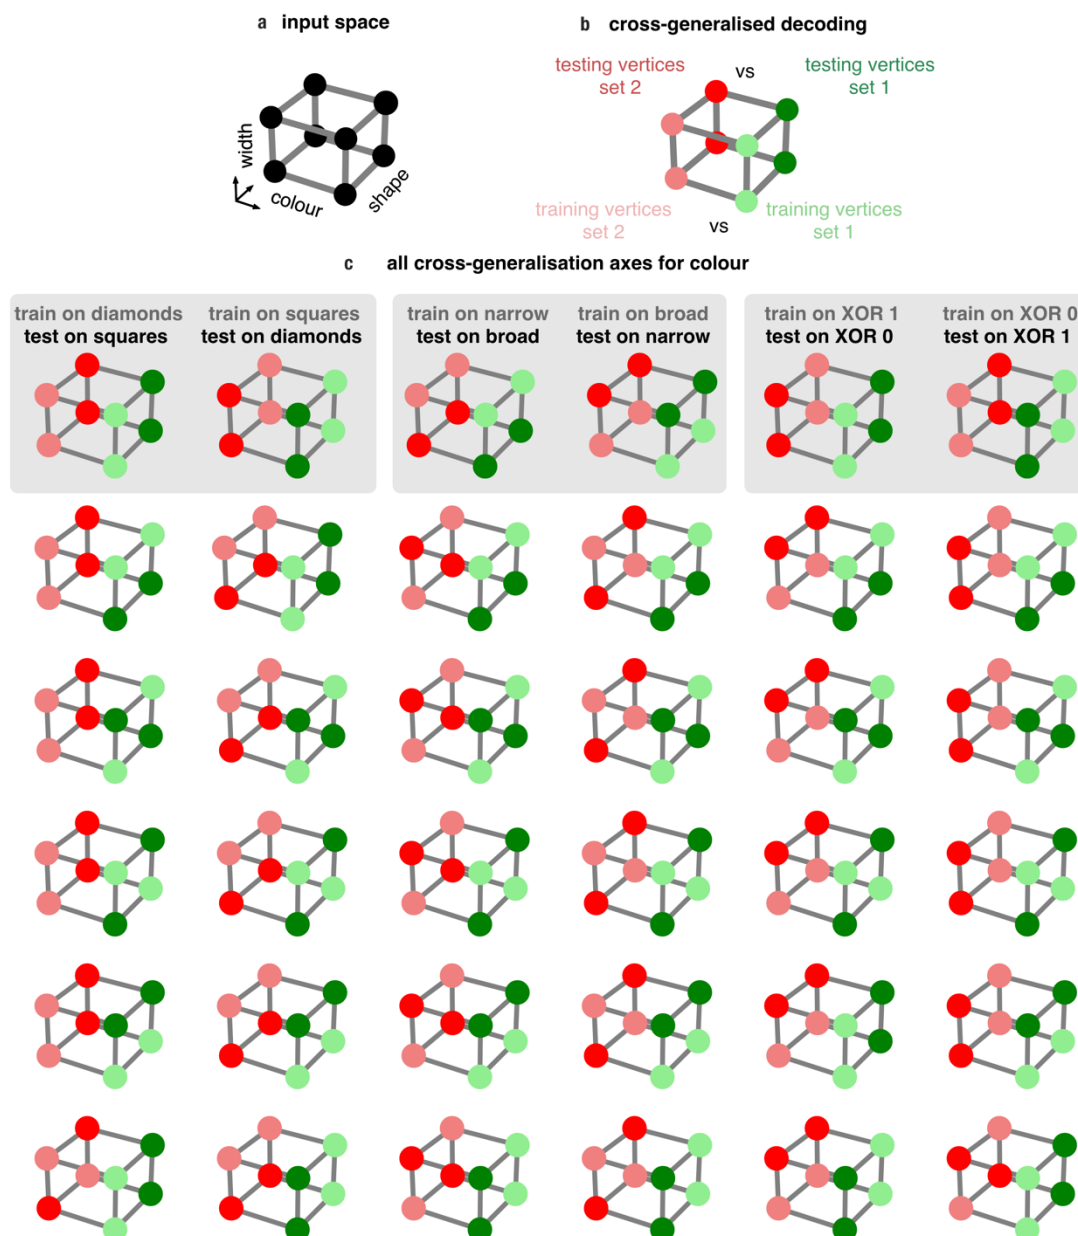 a input space
b cross-generalised decoding
width
colour
shape
testing vertices
set 2
vs
testing vertices
set 1
training vertices
set 2
vs
training vertices
set 1
c all cross-generalisation axes for colour
train on diamonds
test on squares
train on squares
test on diamonds
train on narrow
test on broad
train on broad
test on narrow
train on XOR 1
test on XOR 0
train on XOR 0
test on XOR 1